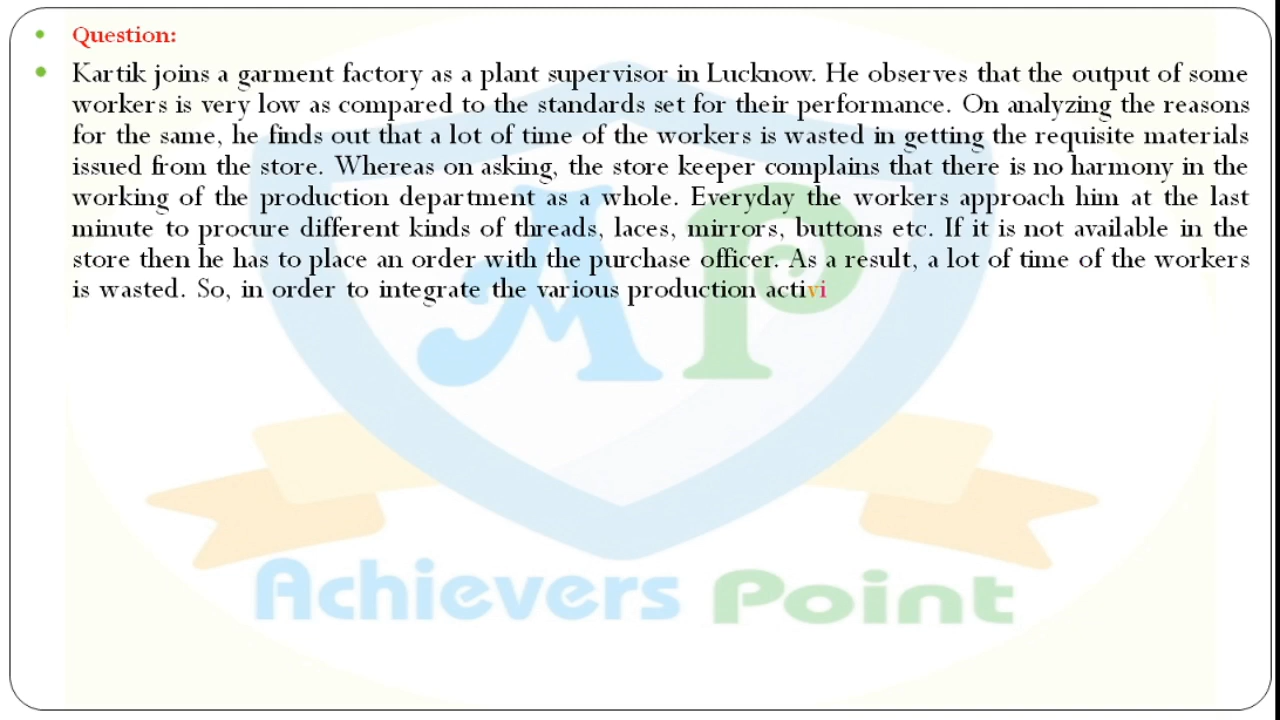 Question:
Kartik joins a garment factory as a plant supervisor in Lucknow. He observes that the output of some
workers is very low as compared to the standards set for their performance. On analyzing the reasons
for the same, he finds out that a lot of time of the workers is wasted in getting the requisite materials
issued from the store. Whereas on asking, the store keeper complains that there is no harmony in the
working of the production department as a whole. Everyday the workers approach him at the last
minute to procure different kinds of threads, laces, mirrors, buttons etc. If it is not available in the
store then he has to place an order with the purchase officer. As a result, a lot of time of the workers
is wasted. So, in order to integrate the various production activi
AP
Achievers Point